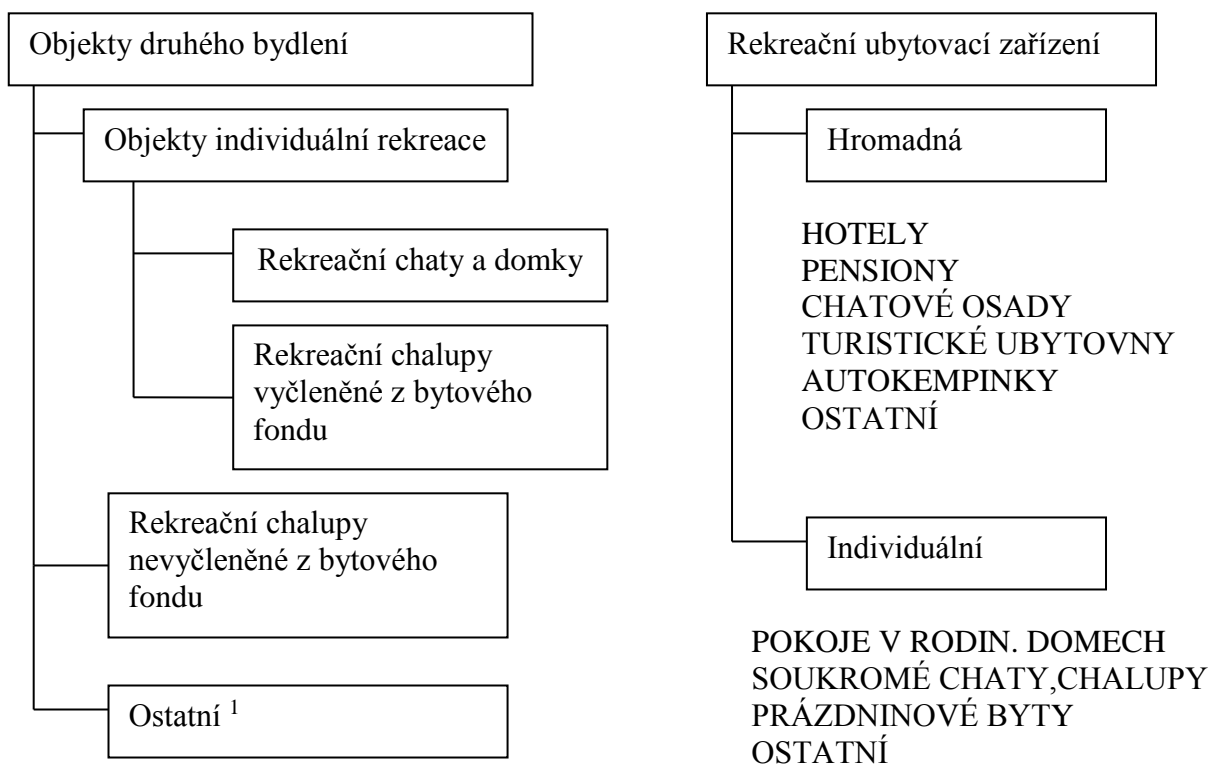 Objekty druhého bydlení
Objekty individuální rekreace
Rekreační chaty a domky
Rekreační chalupy
vyčleněné z bytového
fondu
Rekreační chalupy
nevyčleněné z bytového
fondu
Ostatní ¹
Rekreační ubytovací zařízení
Hromadná
HOTELY
PENSIONY
CHATOVÉ OSADY
TURISTICKÉ UBYTOVNY
AUTOKEMPINKY
OSTATNÍ
Individuální
POKOJE V RODIN. DOMECH
SOUKROMÉ CHATY,CHALUPY
PRÁZDNINOVÉ BYTY
OSTATNÍ